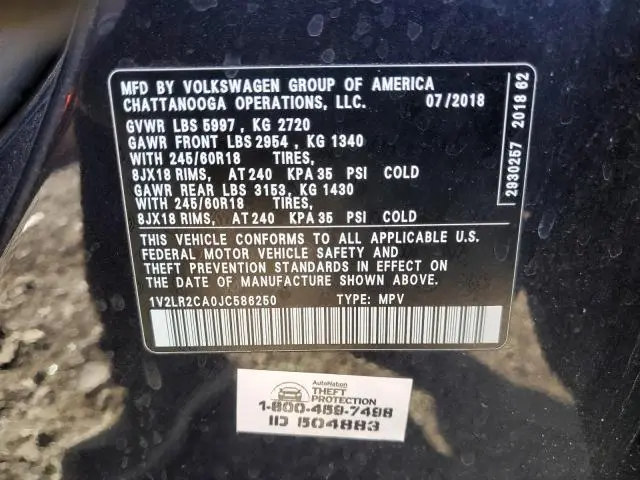 MFD BY VOLKSWAGEN GROUP OF AMERICA
CHATTANOOGA OPERATIONS, LLC. 07/2018
GVWR LBS 5997 , KG 2720
GAWR FRONT LBS 2954 , KG 1340
WITH 245/60R18 TIRES,
8JX18 RIMS, AT 240 KPA 35 PSI COLD
GAWR REAR LBS 3153, KG 1430
WITH 245/60R18 TIRES,
8JX18 RIMS, AT 240 KPA 35 PSI COLD
THIS VEHICLE CONFORMS TO ALL APPLICABLE U.S.
FEDERAL MOTOR VEHICLE SAFETY AND
THEFT PREVENTION STANDARDS IN EFFECT ON
THE DATE OF MANUFACTURE SHOWN ABOVE.
1V2LR2CA0JC586250 TYPE: MPV
2930257 2018 62
AutoNation
THEFT
PROTECTION
1-800-459-7498
ID 504883